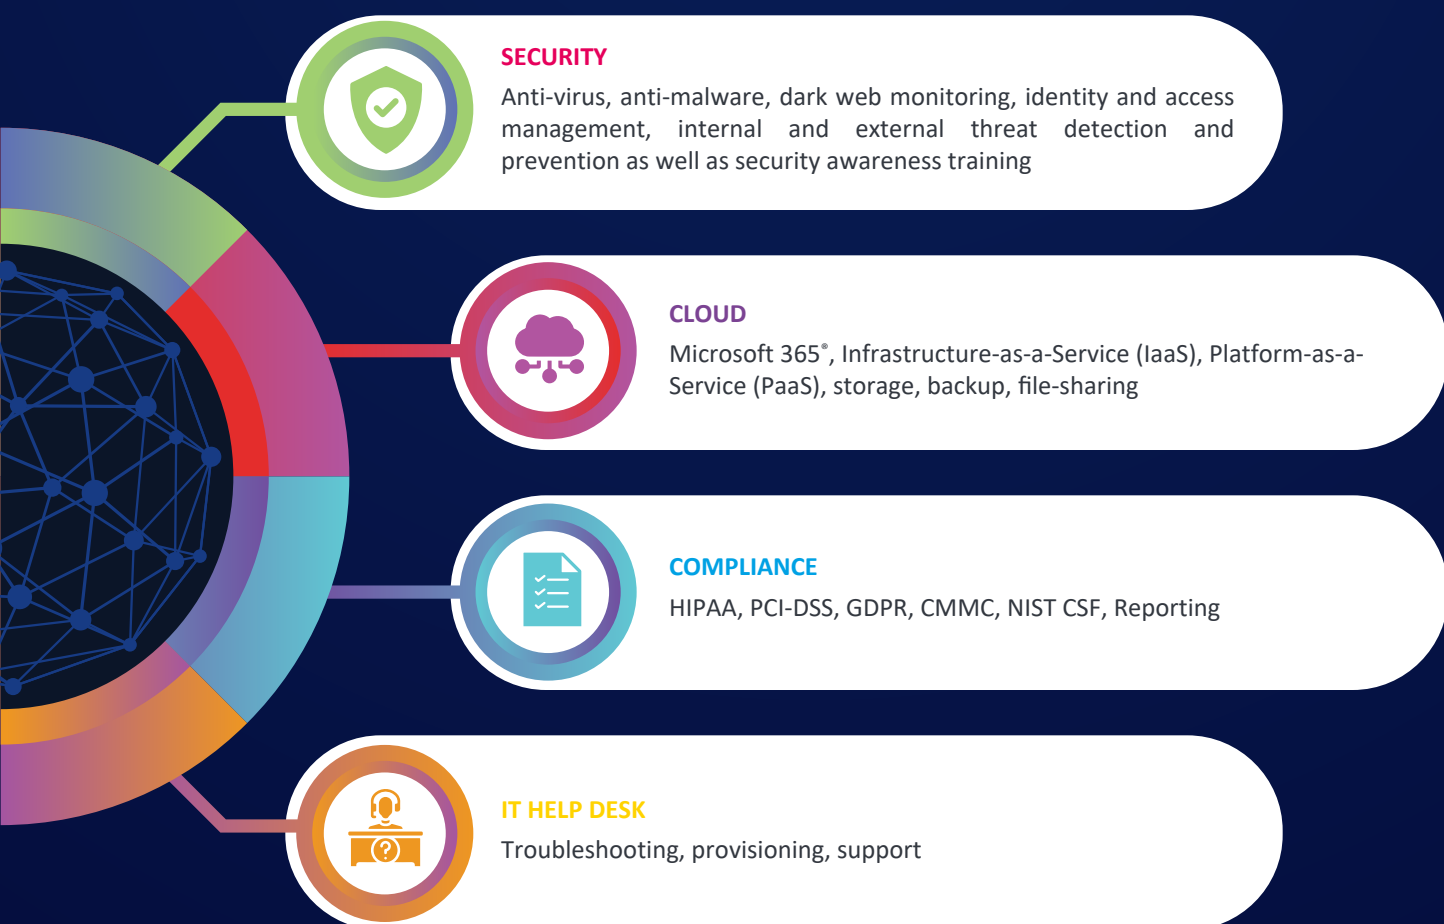 SECURITY
Anti-virus, anti-malware, dark web monitoring, identity and access
management, internal and external threat detection and
prevention as well as security awareness training
CLOUD
Microsoft 365®, Infrastructure-as-a-Service (IaaS), Platform-as-a-
Service (PaaS), storage, backup, file-sharing
COMPLIANCE
HIPAA, PCI-DSS, GDPR, CMMC, NIST CSF, Reporting
?
IT HELP DESK
Troubleshooting, provisioning, support